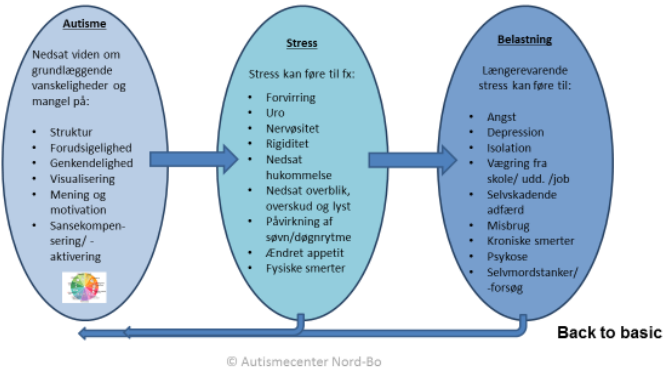 Autisme
Nedsat viden om
grundlæggende
vanskeligheder og
mangel på:
• Struktur
• Forudsigelighed
• Genkendelighed
• Visualisering
• Mening og
motivation
• Sansekompen-
sering/ -
aktivering
Stress
Stress kan føre til fx:
• Forvirring
• Uro
• Nervøsitet
• Rigiditet
• Nedsat
hukommelse
• Nedsat overblik,
overskud og lyst
• Påvirkning af
søvn/døgnrytme
• Ændret appetit
• Fysiske smerter
Belastning
Længerevarende
stress kan føre til:
• Angst
• Depression
• Isolation
• Vægring fra
skole/ udd. /job
• Selvskadende
adfærd
• Misbrug
• Kroniske smerter
• Psykose
• Selvmordstanker/
-forsøg
Back to basic
© Autismecenter Nord-Bo